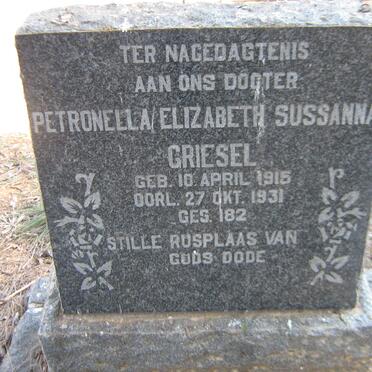 TER NAGEDAGTENIS
AAN ONS DOGTER
PETRONELLA ELIZABETH SUSSANNA
GRIESEL
GEB. 10 APRIL 1915
OORL. 27 OKT. 1931
GES. 182
STILLE RUSPLAAS VAN
GODS DODE